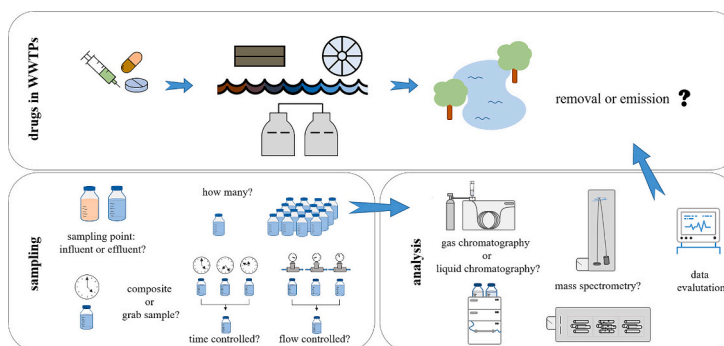 drugs in WWTPs
removal or emission ?
sampling
sampling point:
influent or effluent?
how many?
composite
or
grab sample?
time controlled?
flow controlled?
analysis
gas chromatography
or
liquid chromatography?
mass spectrometry?
data
evalutation